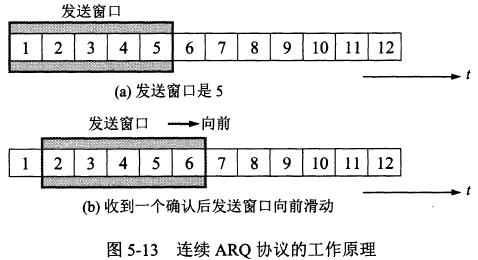 发送窗口
1 2 3 4 5 6 7 8 9 10 11 12
t
(a) 发送窗口是 5
发送窗口 向前
1 2 3 4 5 6 7 8 9 10 11 12
t
(b) 收到一个确认后发送窗口向前滑动
图 5-13 连续 ARQ 协议的工作原理